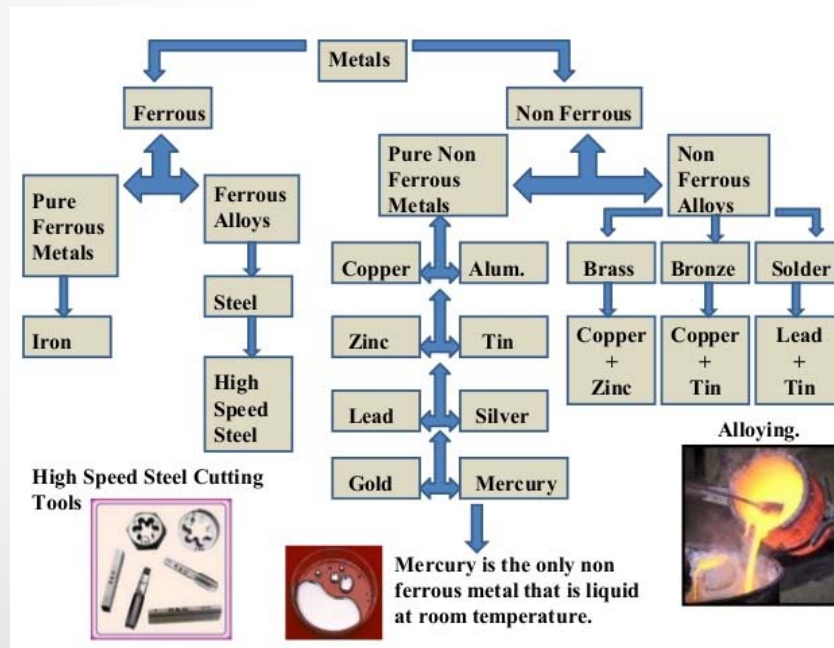 Metals
Ferrous
Non Ferrous
Pure
Ferrous
Metals
Ferrous
Alloys
Pure Non
Ferrous
Metals
Non
Ferrous
Alloys
Iron
Steel
High
Speed
Steel
Copper
Alum.
Zinc
Tin
Lead
Silver
Gold
Mercury
Brass
Bronze
Solder
Copper
+
Zinc
Copper
+
Tin
Lead
+
Tin
Alloying.
High Speed Steel Cutting
Tools
Mercury is the only non
ferrous metal that is liquid
at room temperature.